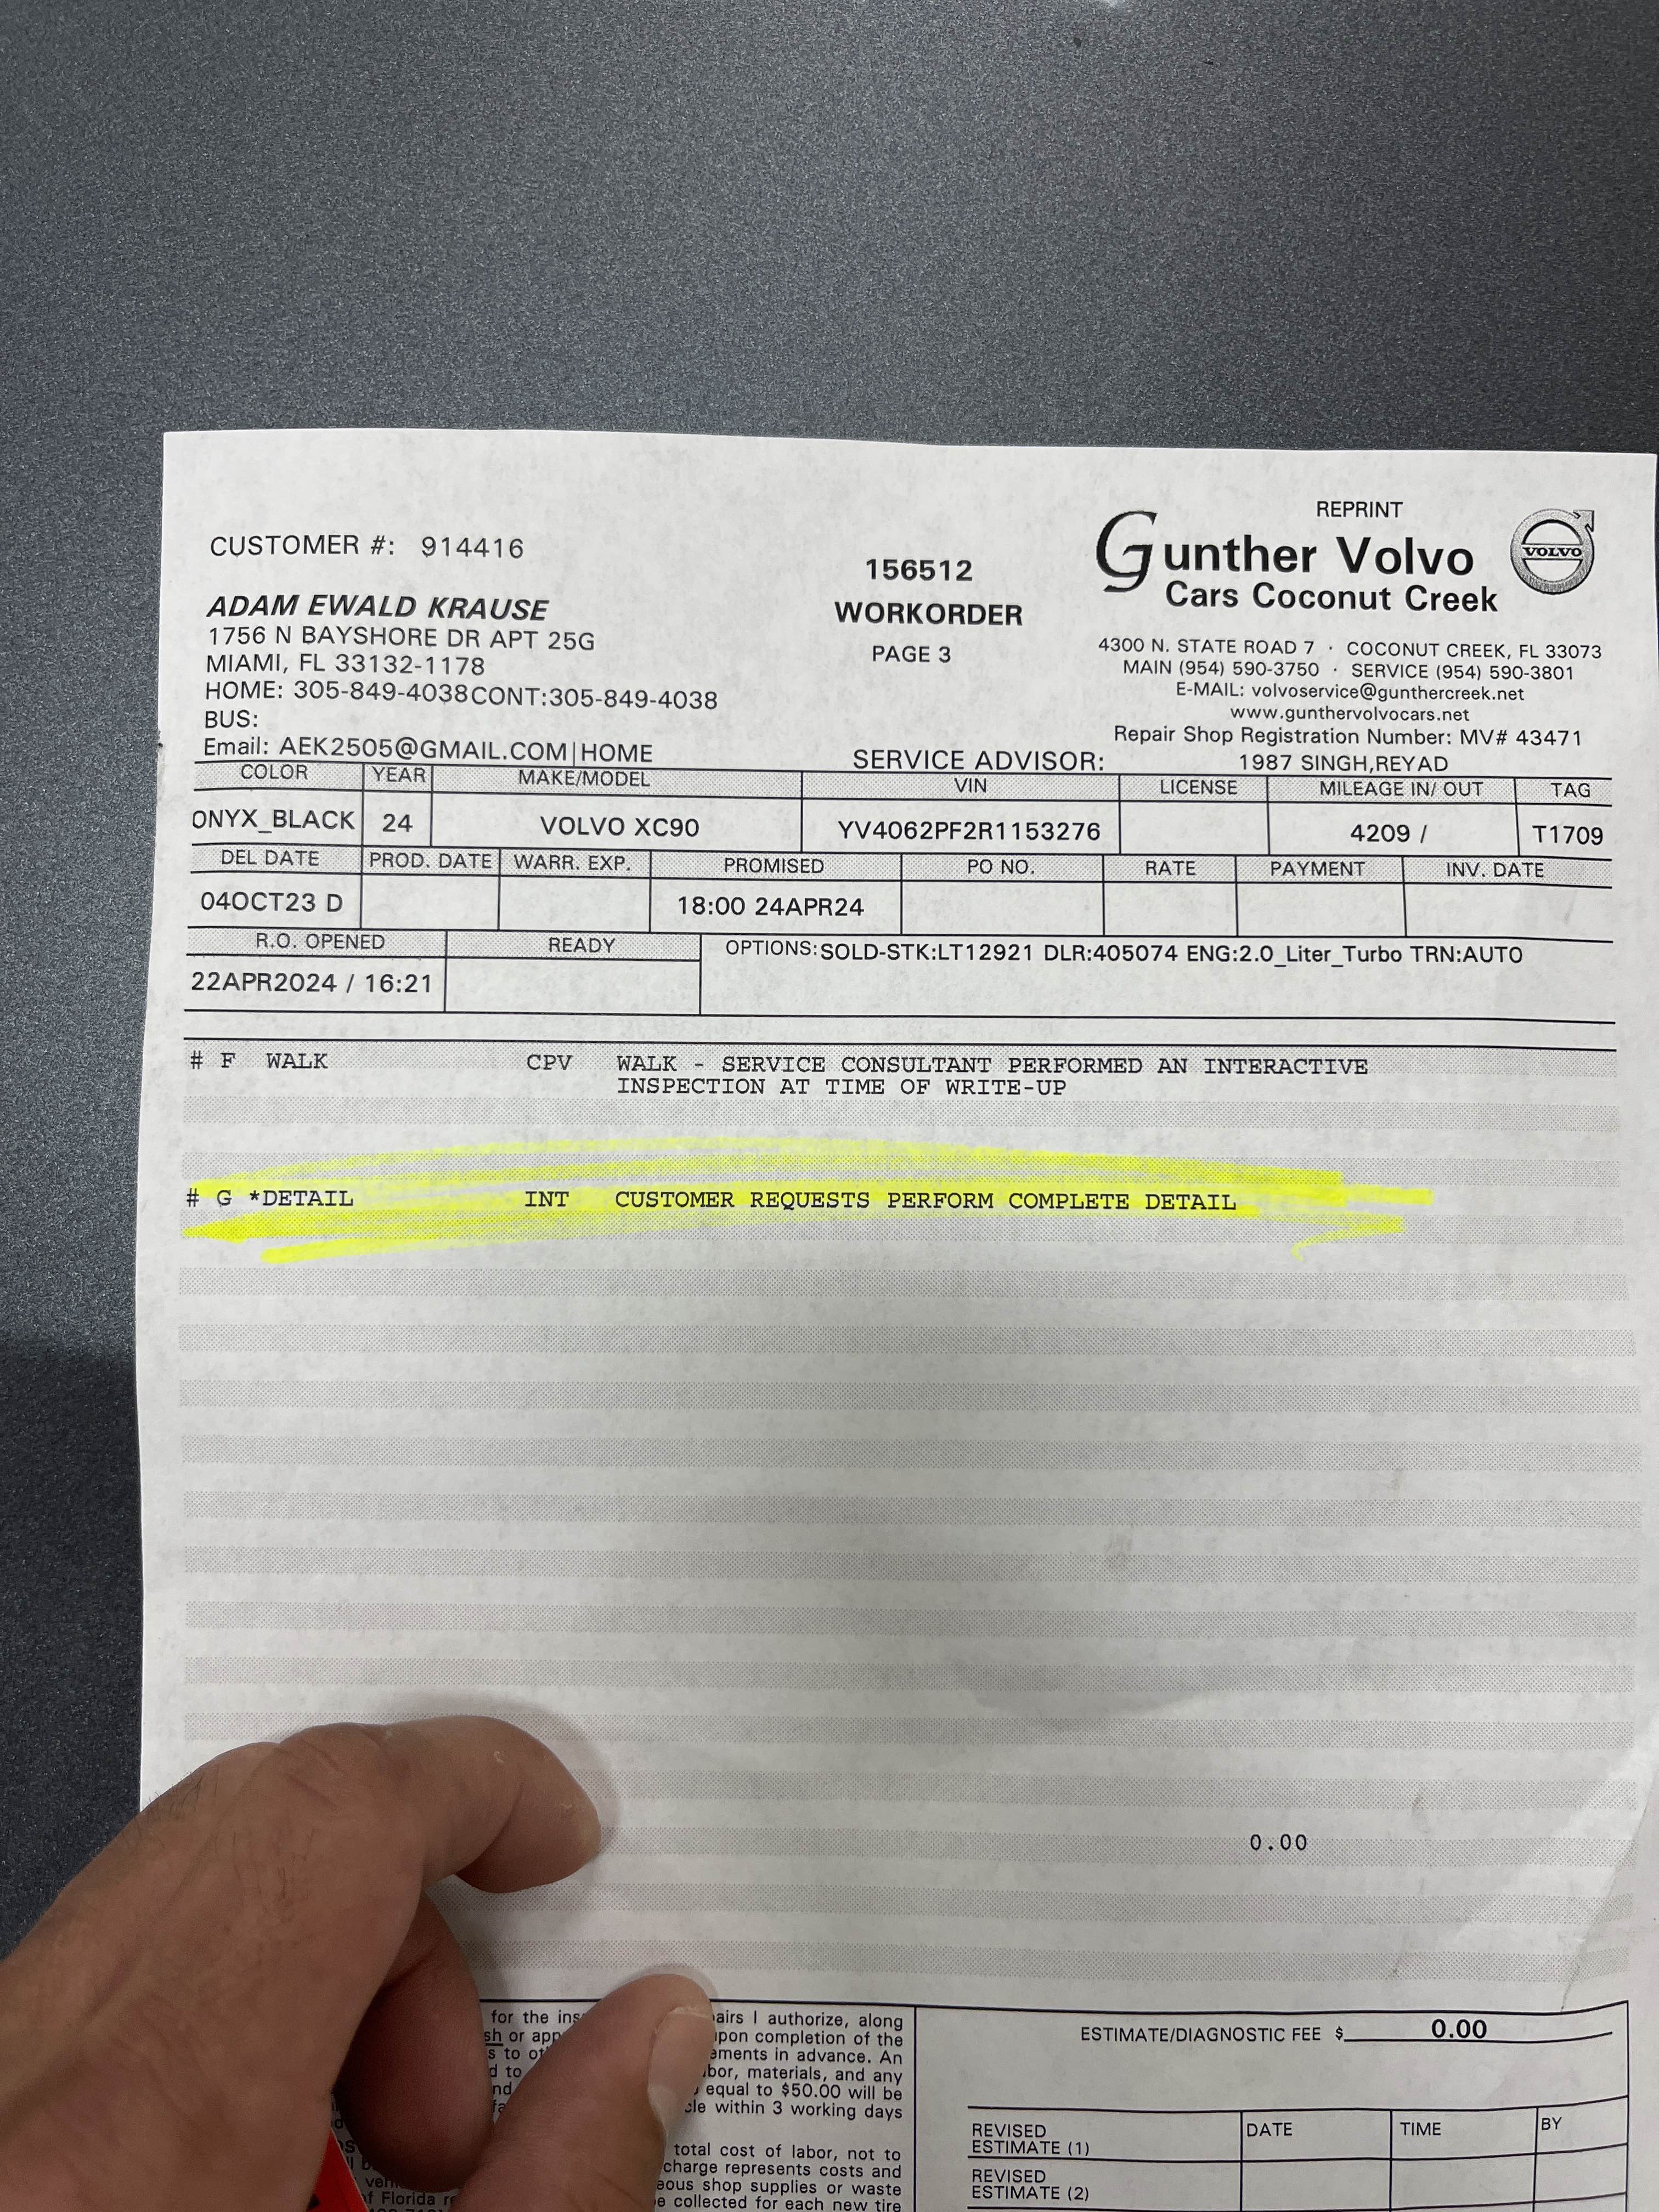 REPRINT
CUSTOMER #: 914416
156512
WORKORDER
PAGE 3
Gunther Volvo
Cars Coconut Creek
VOLVO
ADAM EWALD KRAUSE
1756 N BAYSHORE DR APT 25G
MIAMI, FL 33132-1178
HOME: 305-849-4038CONT:305-849-4038
BUS:
Email: AEK2505@GMAIL.COM|HOME
4300 N. STATE ROAD 7 · COCONUT CREEK, FL 33073
MAIN (954) 590-3750 · SERVICE (954) 590-3801
E-MAIL: volvoservice@gunthercreek.net
www.gunthervolvocars.net
Repair Shop Registration Number: MV# 43471
SERVICE ADVISOR: 1987 SINGH,REYAD
COLOR YEAR MAKE/MODEL VIN LICENSE MILEAGE IN/ OUT TAG
ONYX_BLACK 24 VOLVO XC90 YV4062PF2R1153276 4209 / T1709
DEL DATE PROD. DATE WARR. EXP. PROMISED PO NO. RATE PAYMENT INV. DATE
04OCT23 D 18:00 24APR24
R.O. OPENED READY OPTIONS:SOLD-STK:LT12921 DLR:405074 ENG:2.0_Liter_Turbo TRN:AUTO
22APR2024 / 16:21
# F WALK CPV WALK - SERVICE CONSULTANT PERFORMED AN INTERACTIVE
INSPECTION AT TIME OF WRITE-UP
# G *DETAIL INT CUSTOMER REQUESTS PERFORM COMPLETE DETAIL
0.00
for the airs I authorize, along
or upon completion of the
to ements in advance. An
to labor, materials, and any
equal to $50.00 will be
within 3 working days
total cost of labor, not to
charge represents costs and
shop supplies or waste
of Florida collected for each new tire
ESTIMATE/DIAGNOSTIC FEE $ 0.00
REVISED
ESTIMATE (1) DATE TIME BY
REVISED
ESTIMATE (2)